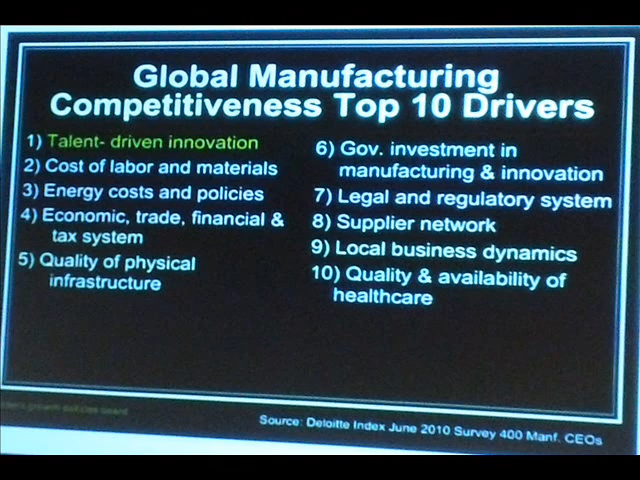 Global Manufacturing
Competitiveness Top 10 Drivers
1) Talent- driven innovation
2) Cost of labor and materials
3) Energy costs and policies
4) Economic, trade, financial &
tax system
5) Quality of physical
infrastructure
6) Gov. investment in
manufacturing & innovation
7) Legal and regulatory system
8) Supplier network
9) Local business dynamics
10) Quality & availability of
healthcare
growth policies board
Source: Deloitte Index June 2010 Survey 400 Manf. CEOs